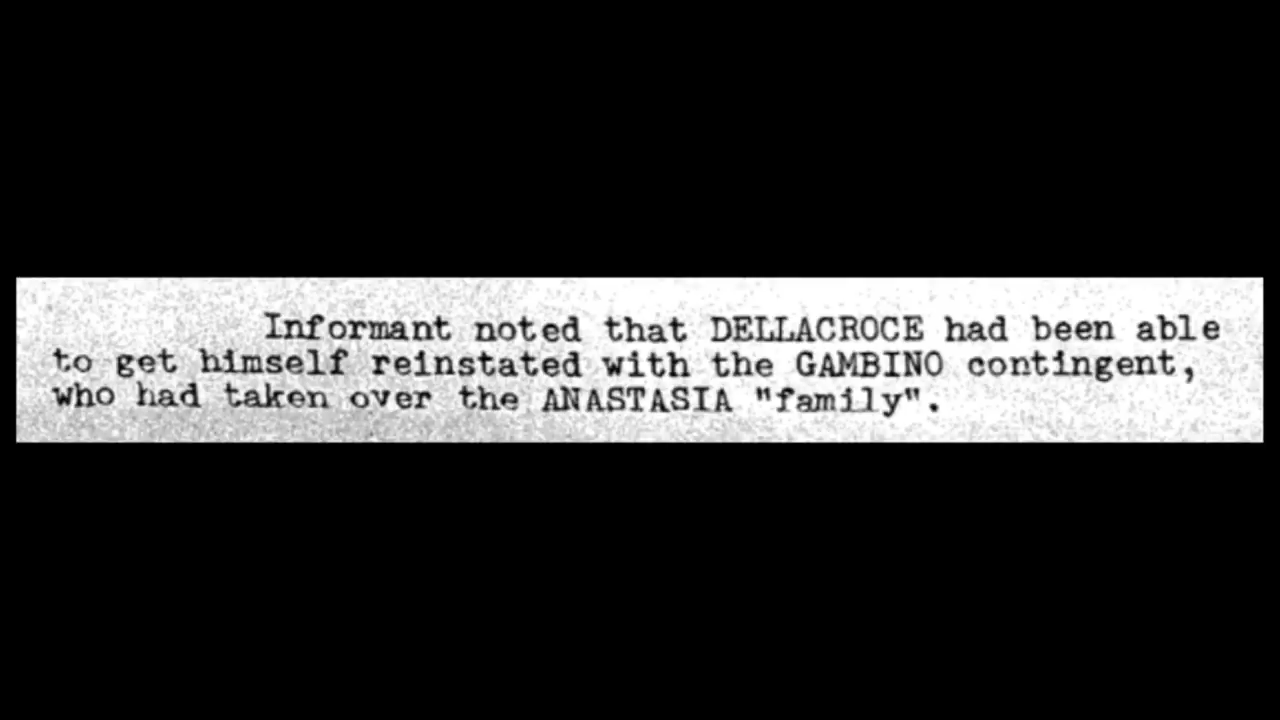 Informant noted that DELLACROCE had been able
to get himself reinstated with the GAMBINO contingent,
who had taken over the ANASTASIA "family".